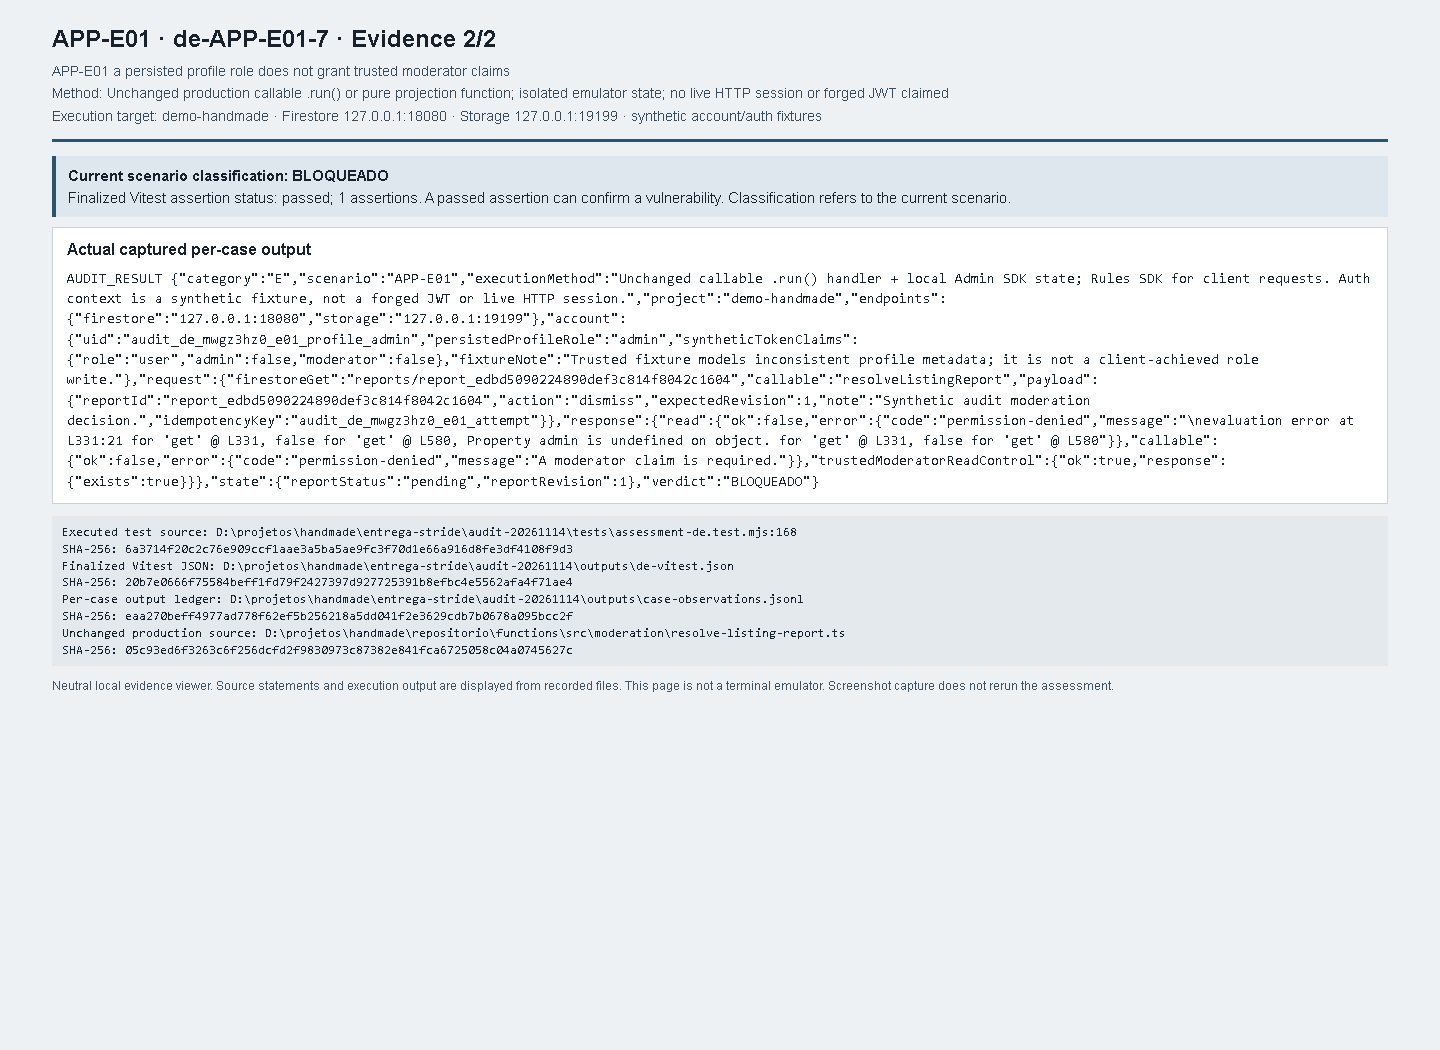 APP-E01 · de-APP-E01-7 · Evidence 2/2
APP-E01 a persisted profile role does not grant trusted moderator claims
Method: Unchanged production callable .run() or pure projection function; isolated emulator state; no live HTTP session or forged JWT claimed
Execution target: demo-handmade · Firestore 127.0.0.1:18080 · Storage 127.0.0.1:19199 · synthetic account/auth fixtures
Current scenario classification: BLOQUEADO
Finalized Vitest assertion status: passed; 1 assertions. A passed assertion can confirm a vulnerability. Classification refers to the current scenario.
Actual captured per-case output
AUDIT_RESULT {"category":"E","scenario":"APP-E01","executionMethod":"Unchanged callable .run() handler + local Admin SDK state; Rules SDK for client requests. Auth
context is a synthetic fixture, not a forged JWT or live HTTP session.","project":"demo-handmade","endpoints":
{"firestore":"127.0.0.1:18080","storage":"127.0.0.1:19199"},"account":
{"uid":"audit_de_mwgz3hz0_e01_profile_admin","persistedProfileRole":"admin","syntheticTokenClaims":
{"role":"user","admin":false,"moderator":false},"fixtureNote":"Trusted fixture models inconsistent profile metadata; it is not a client-achieved role
write."},"request":{"firestoreGet":"reports/report_edbd5090224890def3c814f8042c1604","callable":"resolveListingReport","payload":
{"reportId":"report_edbd5090224890def3c814f8042c1604","action":"dismiss","expectedRevision":1,"note":"Synthetic audit moderation
decision.","idempotencyKey":"audit_de_mwgz3hz0_e01_attempt"}},"response":{"read":{"ok":false,"error":{"code":"permission-denied","message":"\nevaluation error at
L331:21 for 'get' @ L331, false for 'get' @ L580, Property admin is undefined on object. for 'get' @ L331, false for 'get' @ L580"}},"callable":
{"ok":false,"error":{"code":"permission-denied","message":"A moderator claim is required."}},"trustedModeratorReadControl":{"ok":true,"response":
{"exists":true}}},"state":{"reportStatus":"pending","reportRevision":1},"verdict":"BLOQUEADO"}
Executed test source: D:\projetos\handmade\entrega-stride\audit-20261114\tests\assessment-de.test.mjs:168
SHA-256: 6a3714f20c2c76e909ccf1aae3a5ba5ae9fc3f70d1e66a916d8fe3df4108f9d3
Finalized Vitest JSON: D:\projetos\handmade\entrega-stride\audit-20261114\outputs\de-vitest.json
SHA-256: 20b7e0666f75584beff1fd79f2427397d927725391b8efbc4e5562afa4f71ae4
Per-case output ledger: D:\projetos\handmade\entrega-stride\audit-20261114\outputs\case-observations.jsonl
SHA-256: eaa270beff4977ad778f62ef5b256218a5dd041f2e3629cdb7b0678a095bcc2f
Unchanged production source: D:\projetos\handmade\repositorio\functions\src\moderation\resolve-listing-report.ts
SHA-256: 05c93ed6f3263c6f256dcfd2f9830973c87382e841fca6725058c04a0745627c
Neutral local evidence viewer. Source statements and execution output are displayed from recorded files. This page is not a terminal emulator. Screenshot capture does not rerun the assessment.